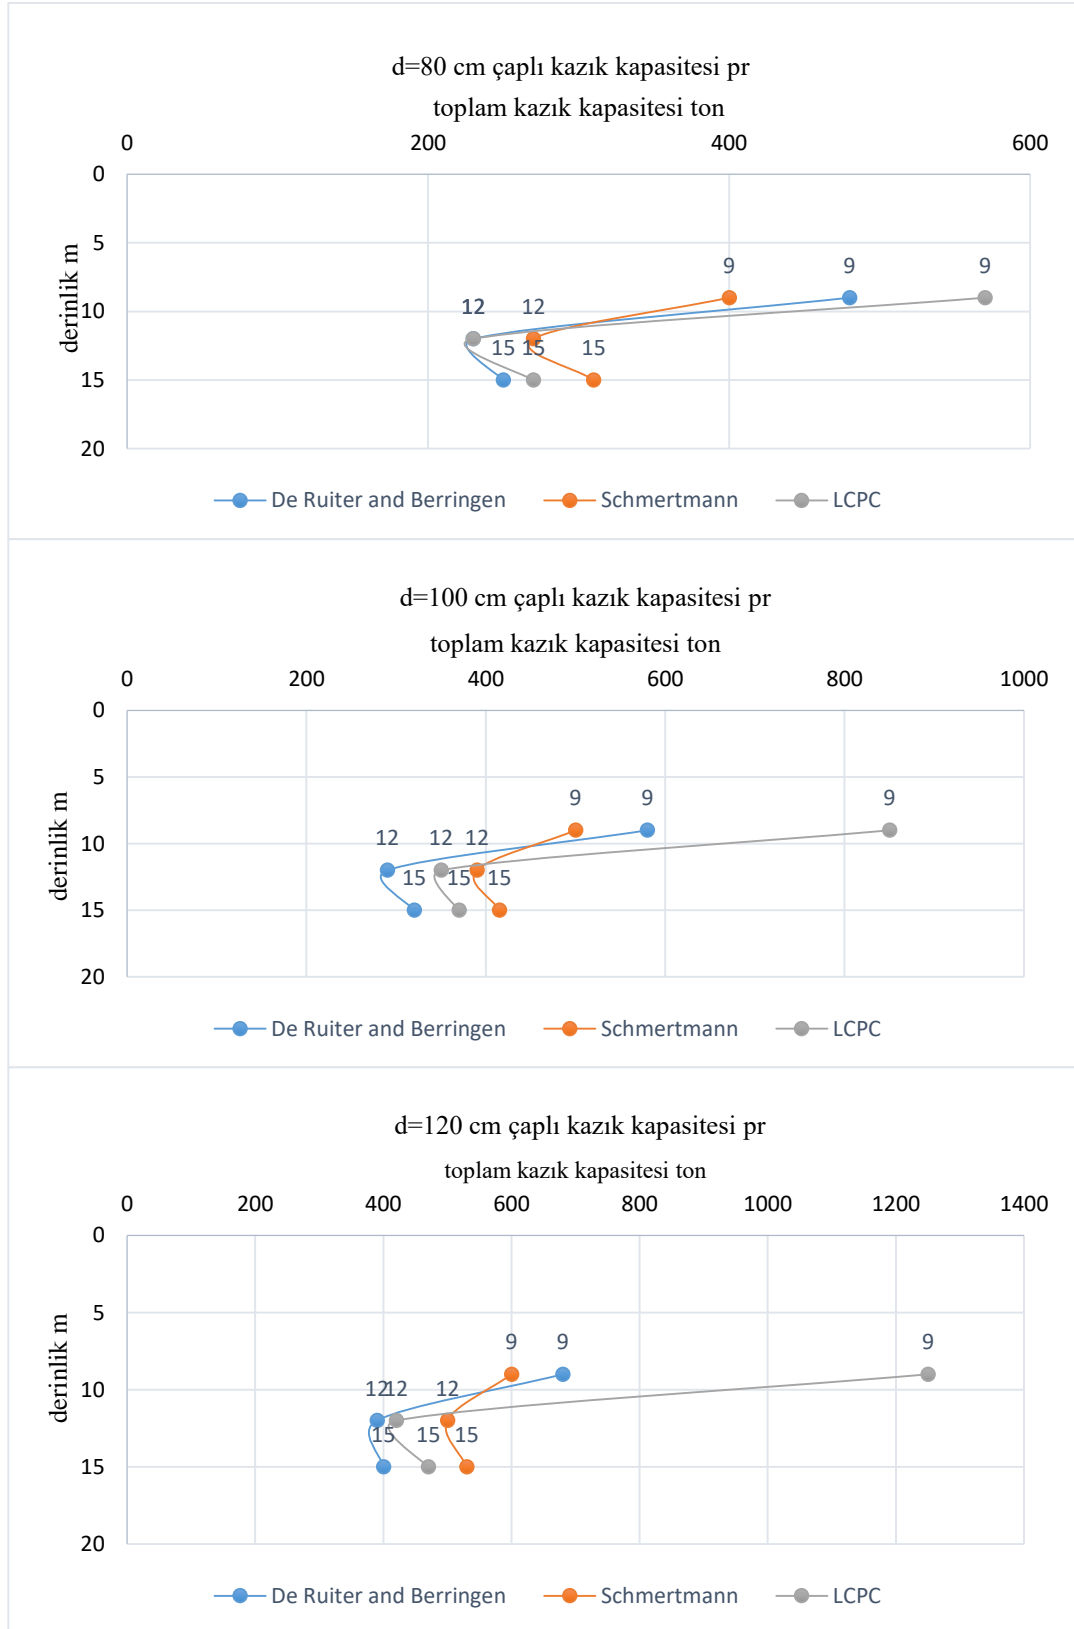 d=80 cm çaplı kazık kapasitesi pr
toplam kazık kapasitesi ton
0 200 400 600
derinlik m
0
5
9 9 9
10
12 12 12
15 15 15
15
20
De Ruiter and Berringen Schmertmann LCPC
d=100 cm çaplı kazık kapasitesi pr
toplam kazık kapasitesi ton
0 200 400 600 800 1000
derinlik m
0
5
9 9 9
10
12 12 12
15 15 15
15
20
De Ruiter and Berringen Schmertmann LCPC
d=120 cm çaplı kazık kapasitesi pr
toplam kazık kapasitesi ton
0 200 400 600 800 1000 1200 1400
derinlik m
0
5
9 9 9
10
12 12 12
15 15 15
15
20
De Ruiter and Berringen Schmertmann LCPC